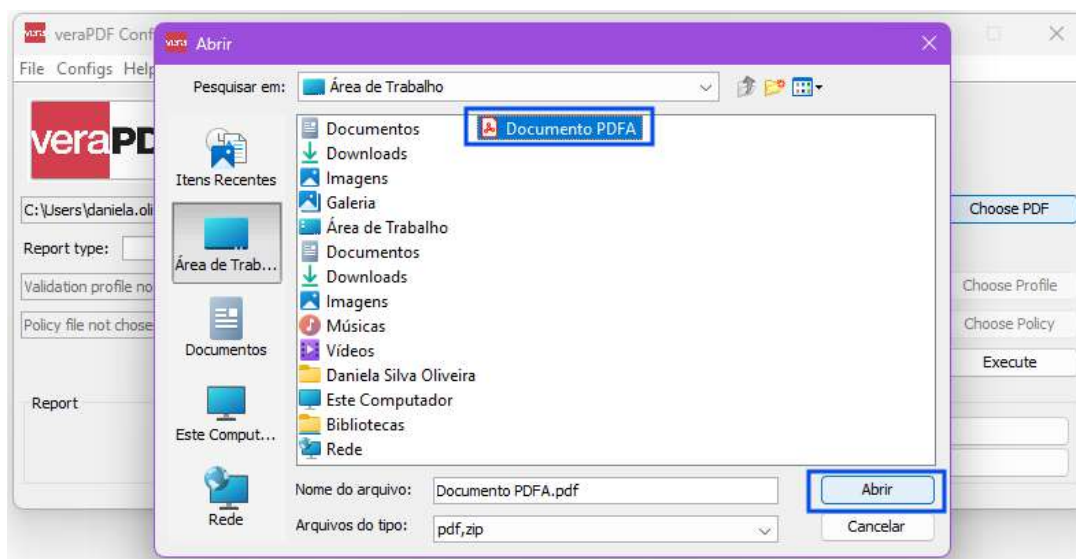 vera veraPDF Conf
File Configs Help
veraPD
C:\Users\daniela.oli
Report type:
Validation profile no
Policy file not chose
Report
Choose PDF
Choose Profile
Choose Policy
Execute
vera Abrir
Pesquisar em: Área de Trabalho
Itens Recentes
Área de Trab...
Documentos
Este Comput...
Rede
Documentos
Downloads
Imagens
Galeria
Área de Trabalho
Documentos
Downloads
Imagens
Músicas
Vídeos
Daniela Silva Oliveira
Este Computador
Bibliotecas
Rede
Documento PDFA
Nome do arquivo: Documento PDFA.pdf
Arquivos do tipo: pdf,zip
Abrir
Cancelar